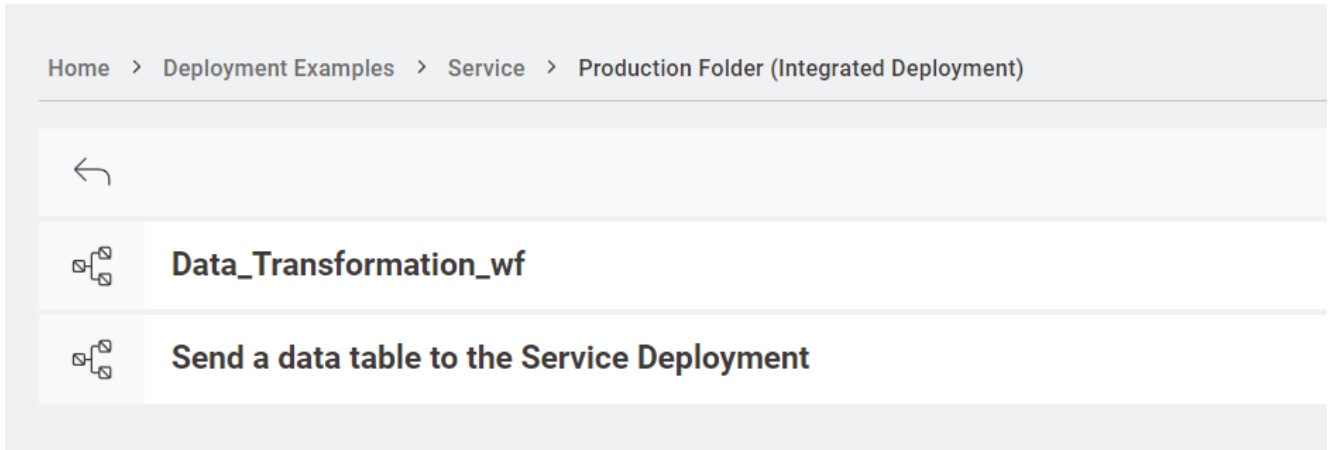 Home > Deployment Examples > Service > Production Folder (Integrated Deployment)
Data_Transformation_wf
Send a data table to the Service Deployment